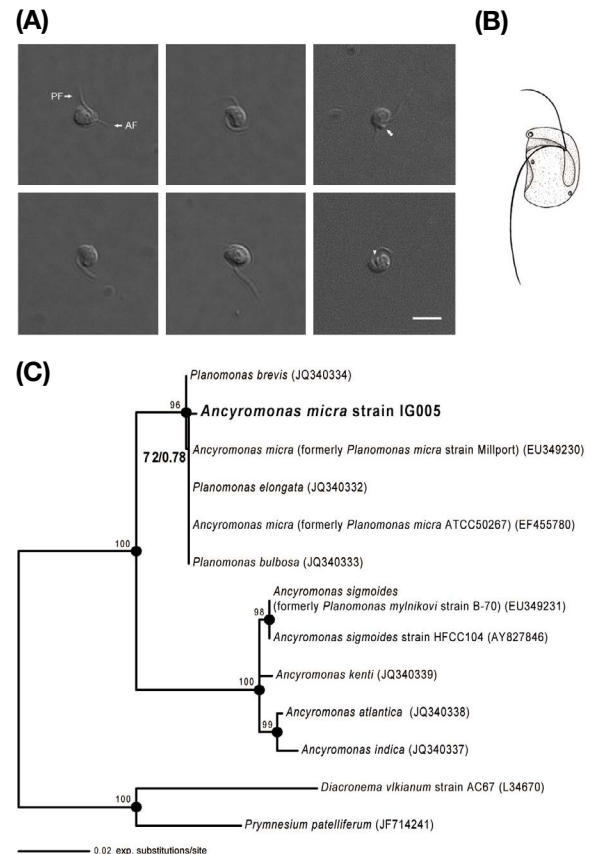 (A)
(B)
PF
AF
(C)
Planomonas brevis (JQ340334)
96
Ancyromonas micra strain IG005
Ancyromonas micra (formerly Planomonas micra strain Millport) (EU349230)
72/0.78
Planomonas elongata (JQ340332)
Ancyromonas micra (formerly Planomonas micra ATCC50267) (EF455780)
100
Planomonas bulbosa (JQ340333)
Ancyromonas sigmoides
(formerly Planomonas mylnikovi strain B-70) (EU349231)
98
Ancyromonas sigmoides strain HFCC104 (AY827846)
Ancyromonas kenti (JQ340339)
100
Ancyromonas atlantica (JQ340338)
99
Ancyromonas indica (JQ340337)
Diacronema vlkianum strain AC67 (L34670)
100
Prymnesium patelliferum (JF714241)
0.02 exp. substitutions/site